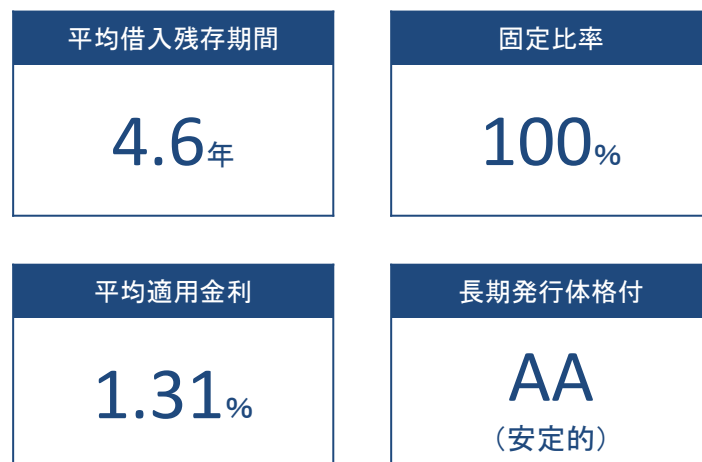 平均借入残存期間
4.6年
固定比率
100%
平均適用金利
1.31%
長期発行体格付
AA
（安定的）